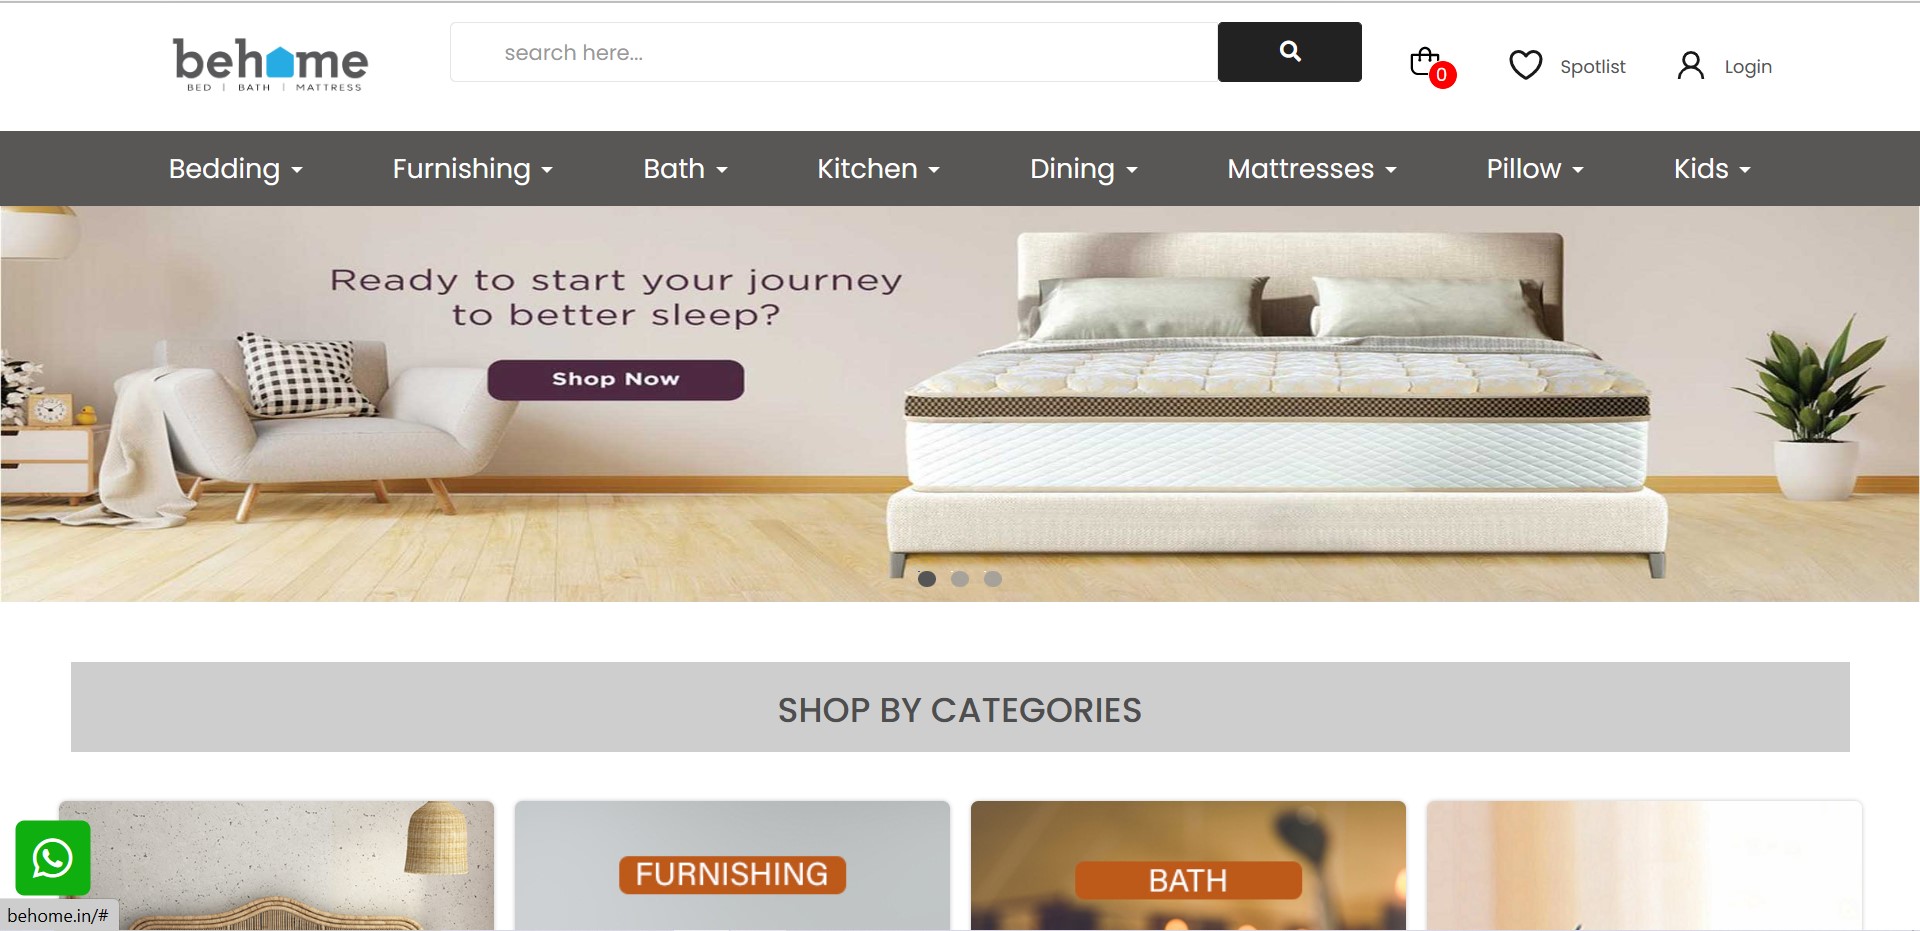 behome
BED | BATH | MATTRESS
search here...
0
Spotlist
Login
Bedding
Furnishing
Bath
Kitchen
Dining
Mattresses
Pillow
Kids
Ready to start your journey
to better sleep?
Shop Now
SHOP BY CATEGORIES
FURNISHING
BATH
behome.in/#